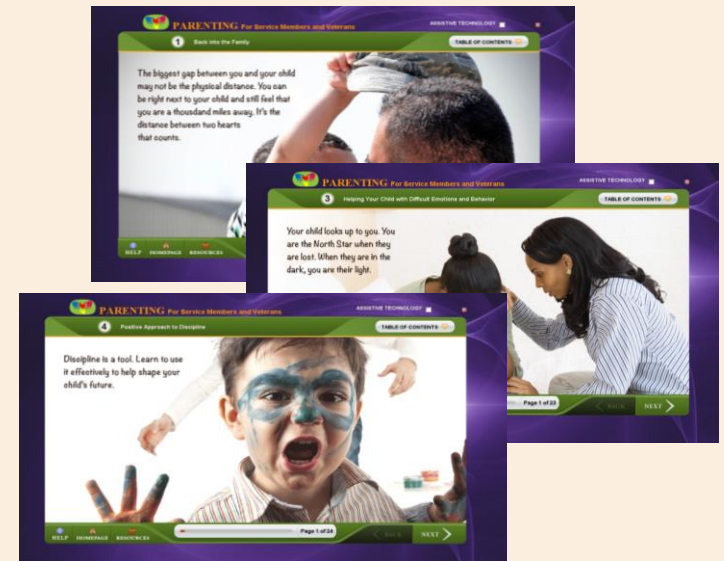 PARENTING For Service Members and Veterans
ASSISTIVE TECHNOLOGY
1 Back into the Family
TABLE OF CONTENTS
The biggest gap between you and your child
may not be the physical distance. You can
be right next to your child and still feel that
you are a thousdand miles away. It's the
distance between two hearts
that counts.
HELP HOMEPAGE RESOURCES
PARENTING For Service Members and Veterans
ASSISTIVE TECHNOLOGY
3 Helping Your Child with Difficult Emotions and Behavior
TABLE OF CONTENTS
Your child looks up to you. You
are the North Star when they
are lost. When they are in the
dark, you are their light.
Page 1 of 23
BACK NEXT
PARENTING For Service Members and Veterans
ASSISTIVE TECHNOLOGY
4 Positive Approach to Discipline
TABLE OF CONTENTS
Discipline is a tool. Learn to use
it effectively to help shape your
child's future.
HELP HOMEPAGE RESOURCES
Page 1 of 24
BACK NEXT